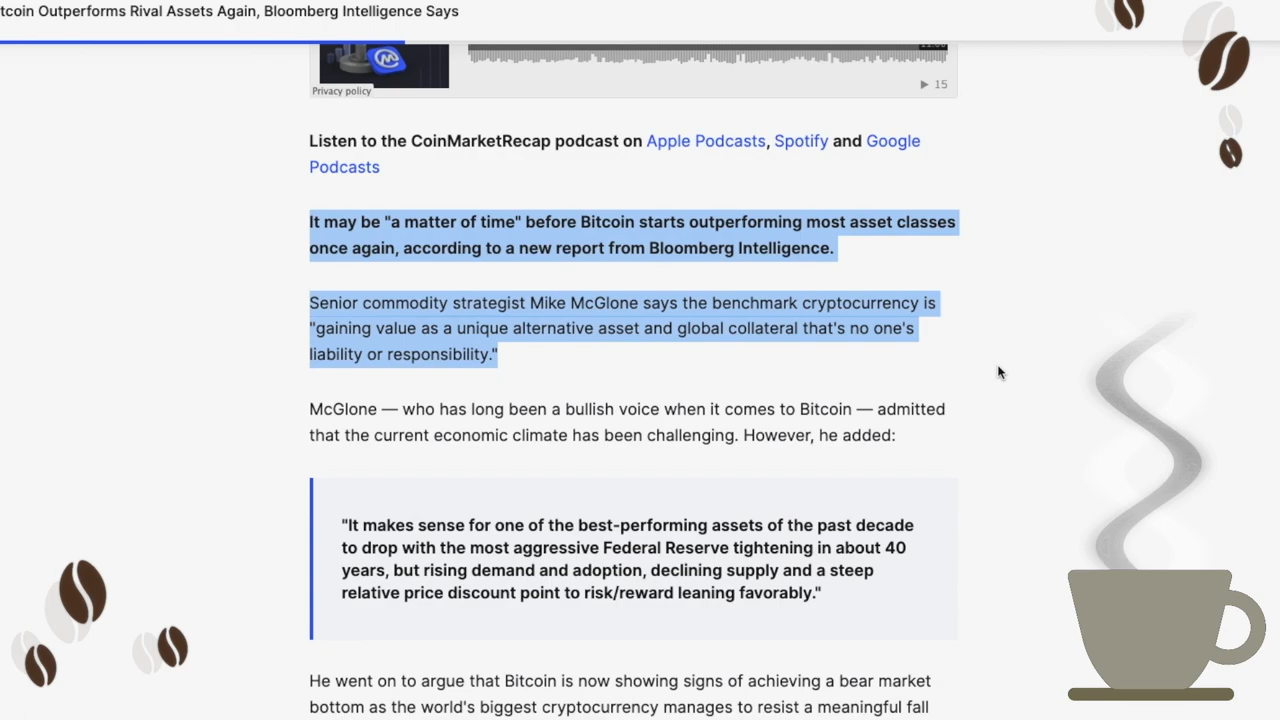 tcoin Outperforms Rival Assets Again, Bloomberg Intelligence Says
Privacy policy
15
Listen to the CoinMarketRecap podcast on Apple Podcasts, Spotify and Google
Podcasts
It may be "a matter of time" before Bitcoin starts outperforming most asset classes
once again, according to a new report from Bloomberg Intelligence.
Senior commodity strategist Mike McGlone says the benchmark cryptocurrency is
"gaining value as a unique alternative asset and global collateral that's no one's
liability or responsibility."
McGlone — who has long been a bullish voice when it comes to Bitcoin — admitted
that the current economic climate has been challenging. However, he added:
"It makes sense for one of the best-performing assets of the past decade
to drop with the most aggressive Federal Reserve tightening in about 40
years, but rising demand and adoption, declining supply and a steep
relative price discount point to risk/reward leaning favorably."
He went on to argue that Bitcoin is now showing signs of achieving a bear market
bottom as the world's biggest cryptocurrency manages to resist a meaningful fall